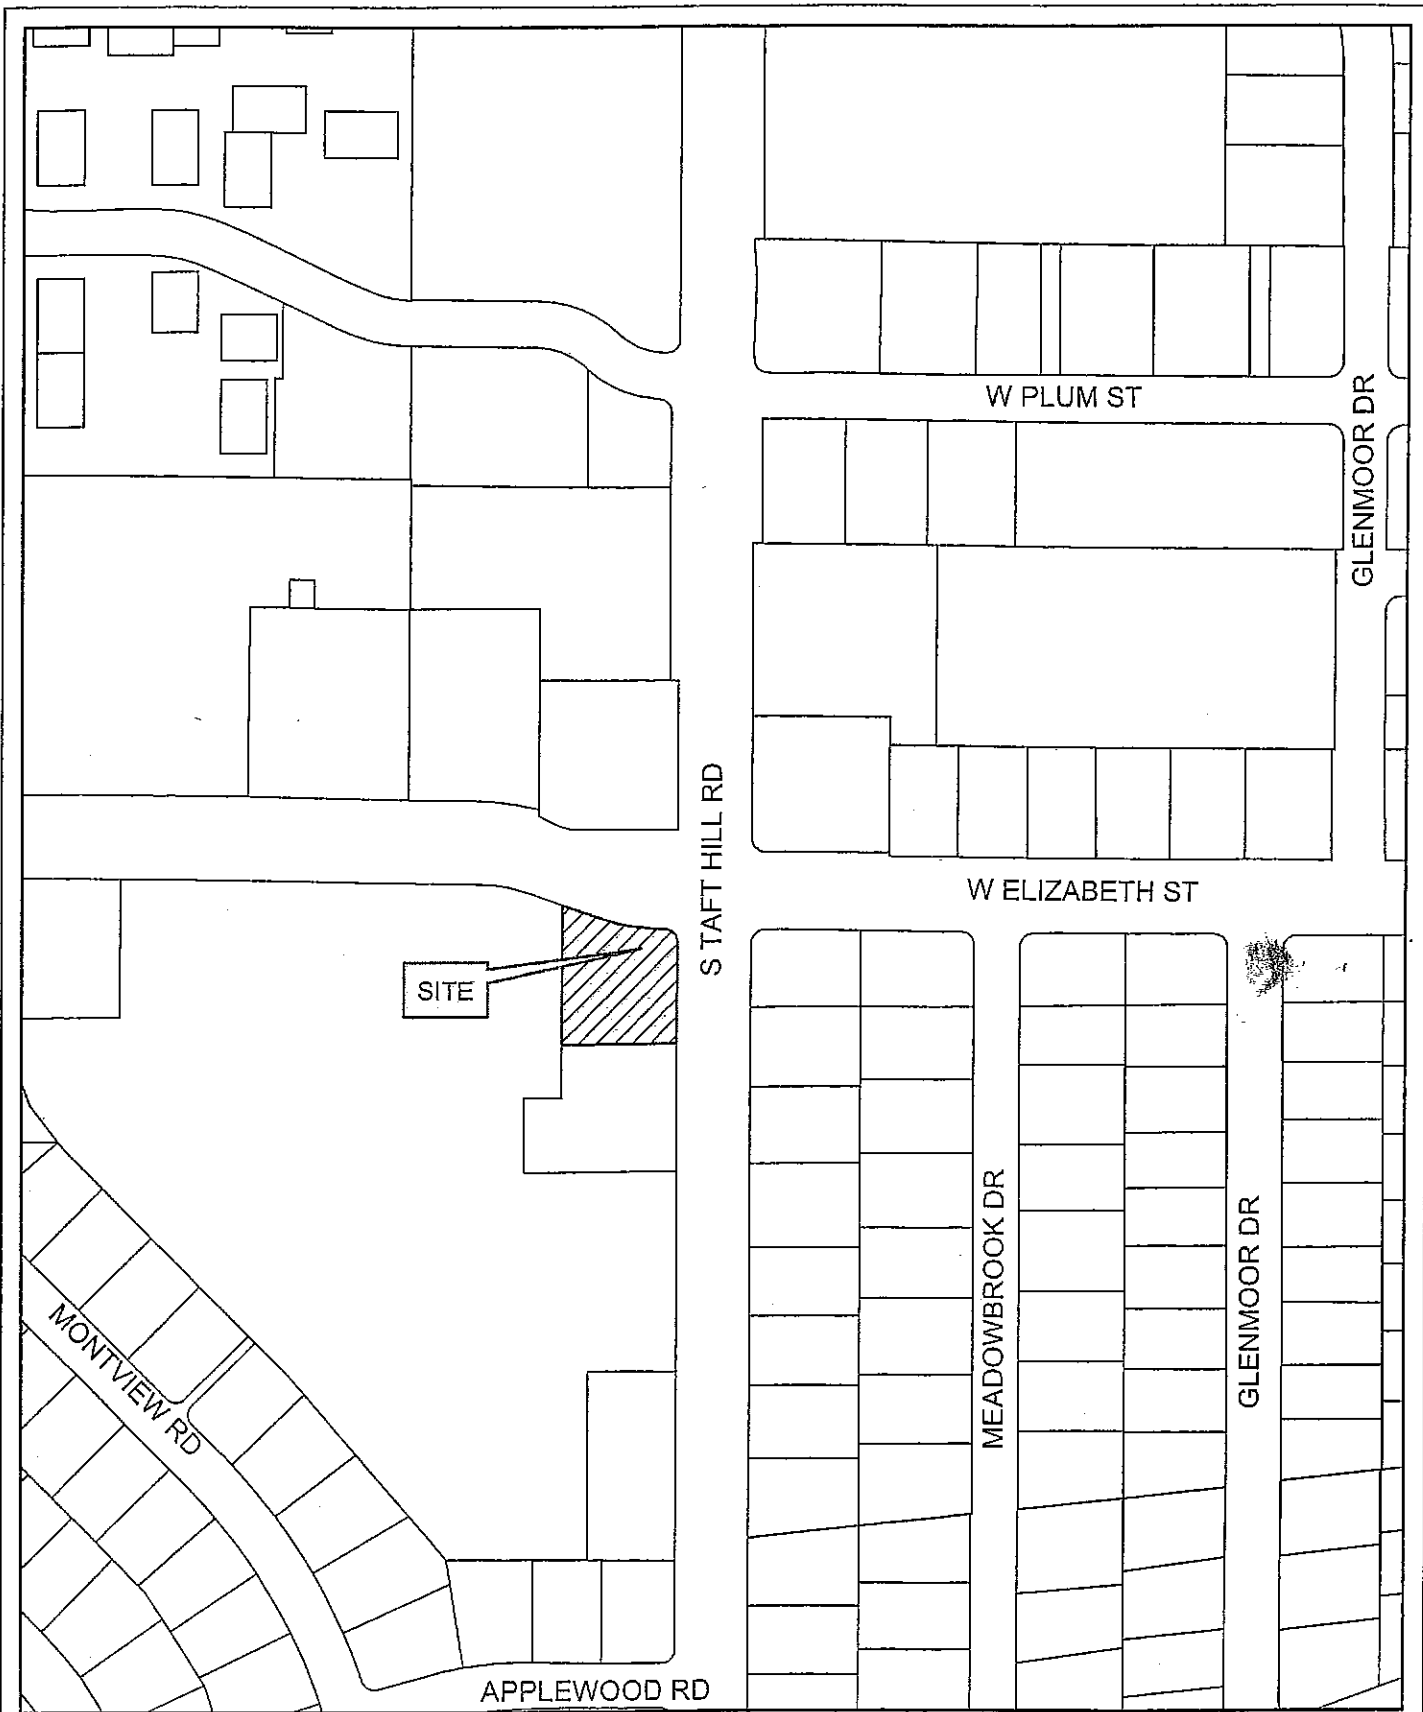 W PLUM ST
GLENMOOR DR
S TAFT HILL RD
W ELIZABETH ST
SITE
MEADOWBROOK DR
GLENMOOR DR
MONTVIEW RD
APPLEWOOD RD